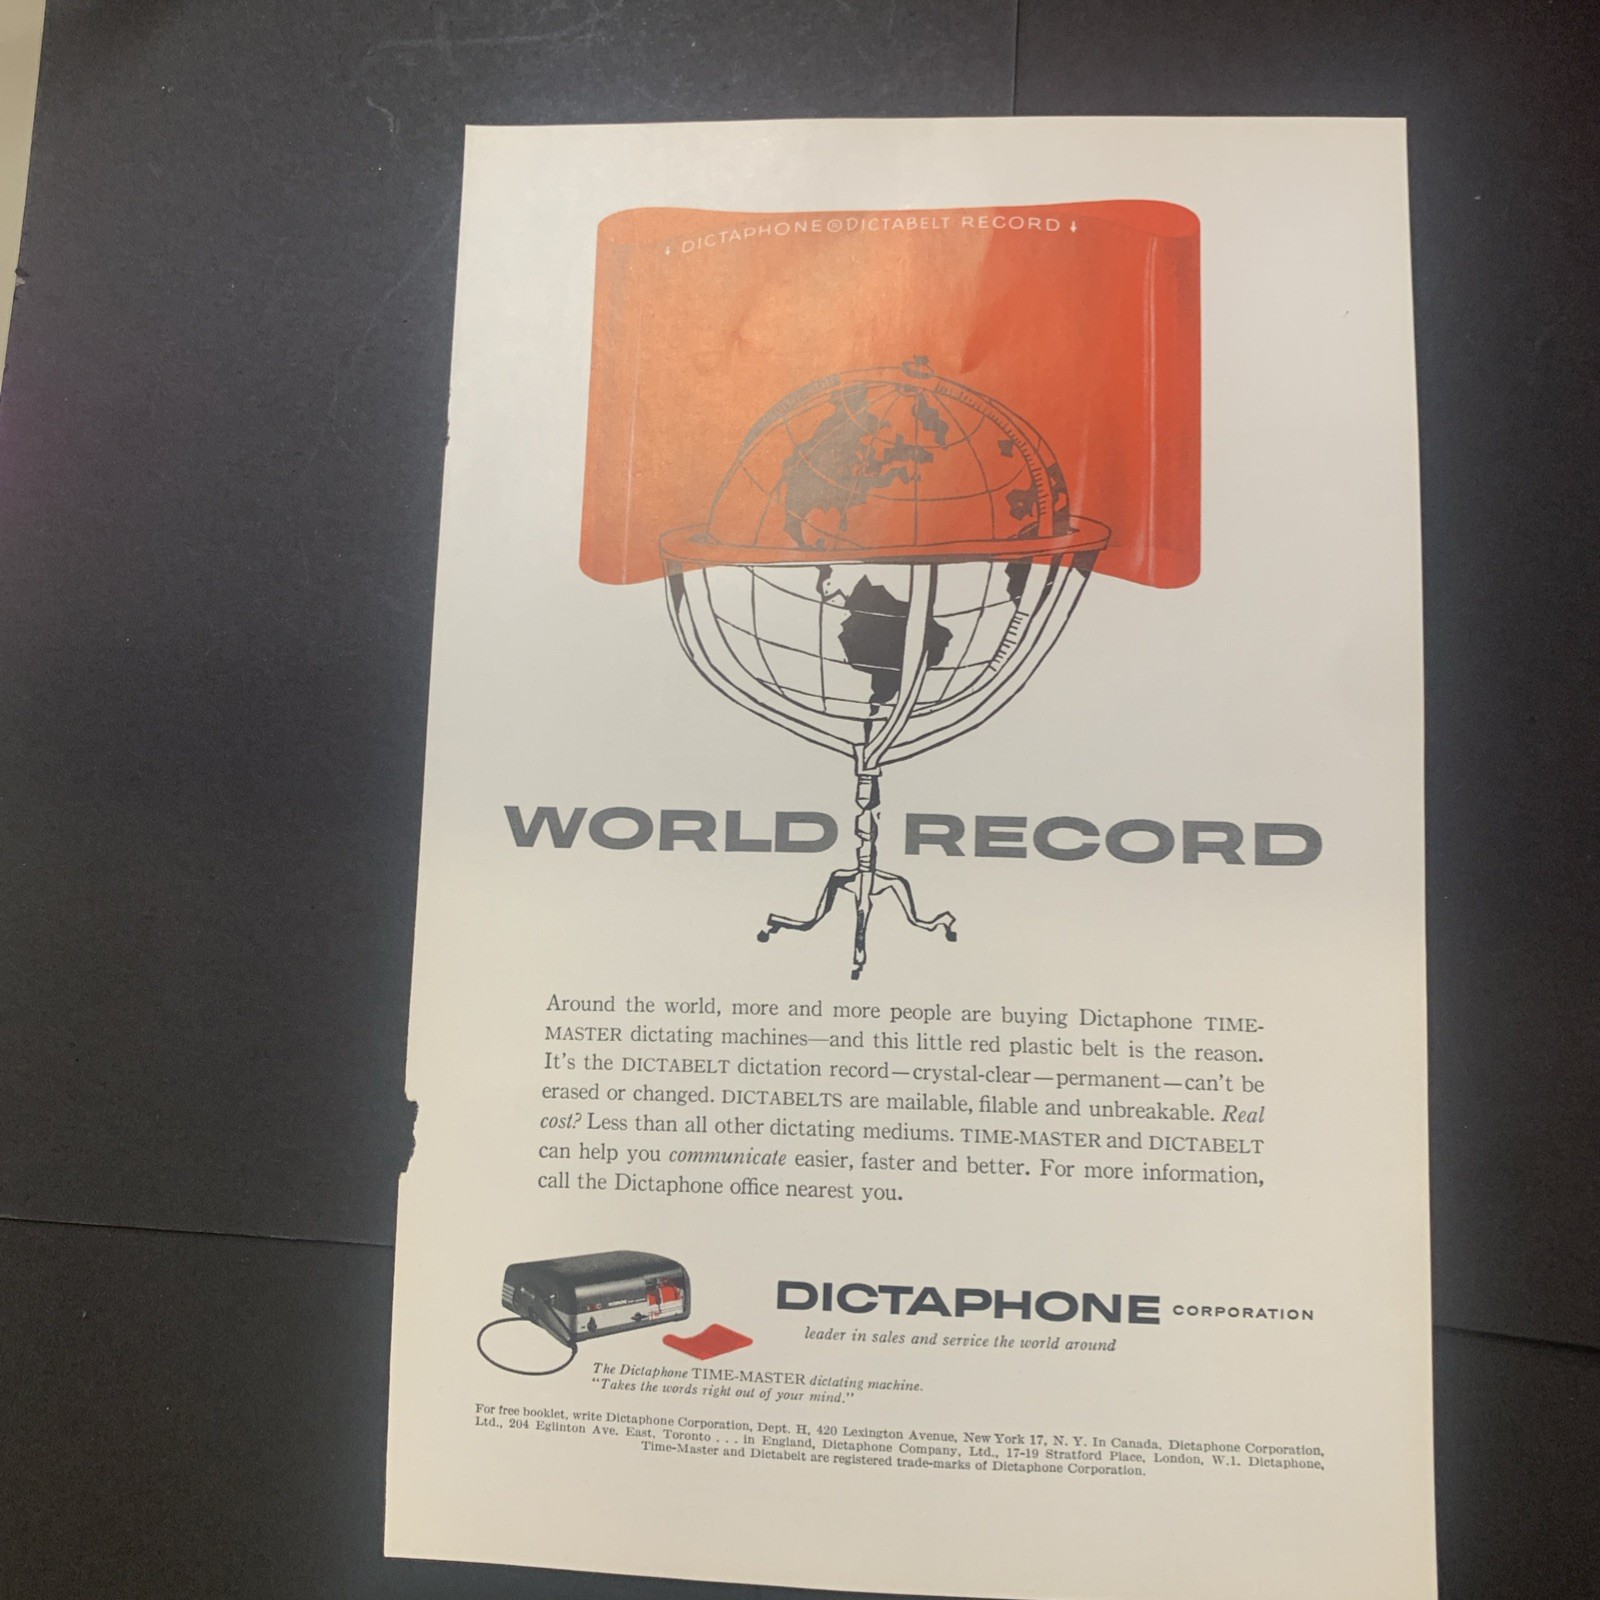 DICTAPHONE®DICTABELT RECORD
WORLD RECORD
Around the world, more and more people are buying Dictaphone TIME-
MASTER dictating machines—and this little red plastic belt is the reason.
It's the DICTABELT dictation record—crystal-clear—permanent—can't be
erased or changed. DICTABELTS are mailable, filable and unbreakable. Real
cost? Less than all other dictating mediums. TIME-MASTER and DICTABELT
can help you communicate easier, faster and better. For more information,
call the Dictaphone office nearest you.
DICTAPHONE CORPORATION
leader in sales and service the world around
The Dictaphone TIME-MASTER dictating machine.
"Takes the words right out of your mind."
For free booklet, write Dictaphone Corporation, Dept. H, 420 Lexington Avenue, New York 17, N. Y. In Canada, Dictaphone Corporation,
Ltd., 204 Eglinton Ave. East, Toronto . . . in England, Dictaphone Company, Ltd., 17-19 Stratford Place, London, W.1. Dictaphone,
Time-Master and Dictabelt are registered trade-marks of Dictaphone Corporation.